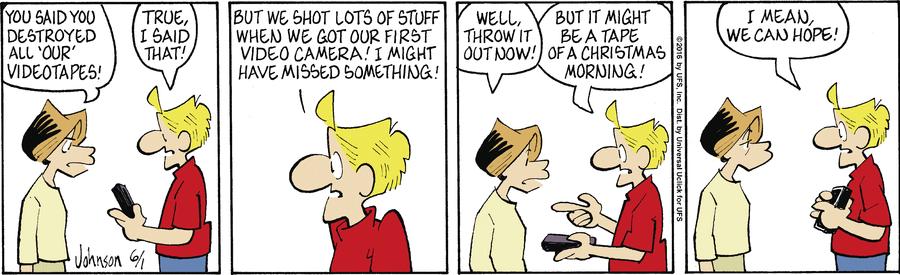 YOU SAID YOU
DESTROYED
ALL 'OUR'
VIDEOTAPES!
TRUE,
I SAID
THAT!
Johnson 6/1
BUT WE SHOT LOTS OF STUFF
WHEN WE GOT OUR FIRST
VIDEO CAMERA! I MIGHT
HAVE MISSED SOMETHING!
WELL,
THROW IT
OUT NOW!
BUT IT MIGHT
BE A TAPE
OF A CHRISTMAS
MORNING!
©2016 by UFS, Inc. Dist. by Universal Uclick for UFS
I MEAN,
WE CAN HOPE!